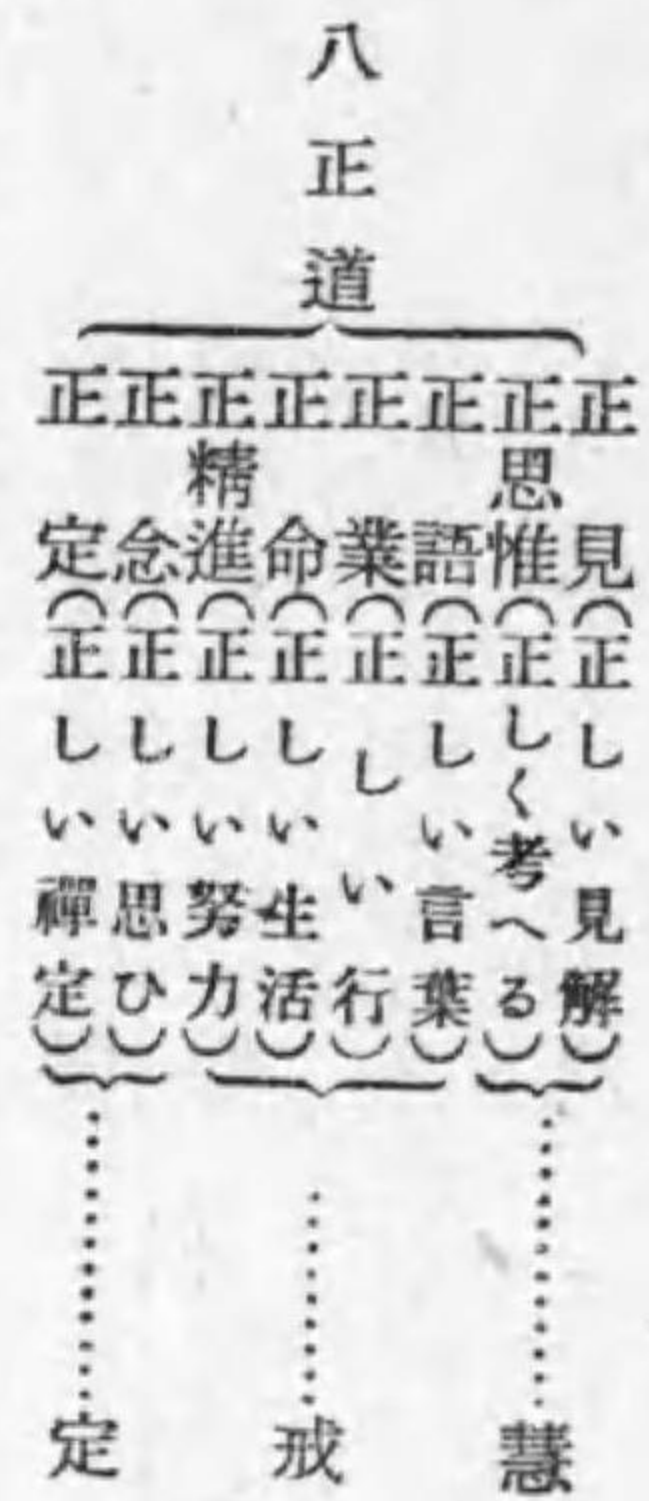 八正道
正見(正しい見解)
正思惟(正しく考へる)
正語(正しい言葉)
正業(正しい行)
正命(正しい生活)
正精進(正しい努力)
正念(正しい思ひ)
正定(正しい禪定)
慧
戒
定